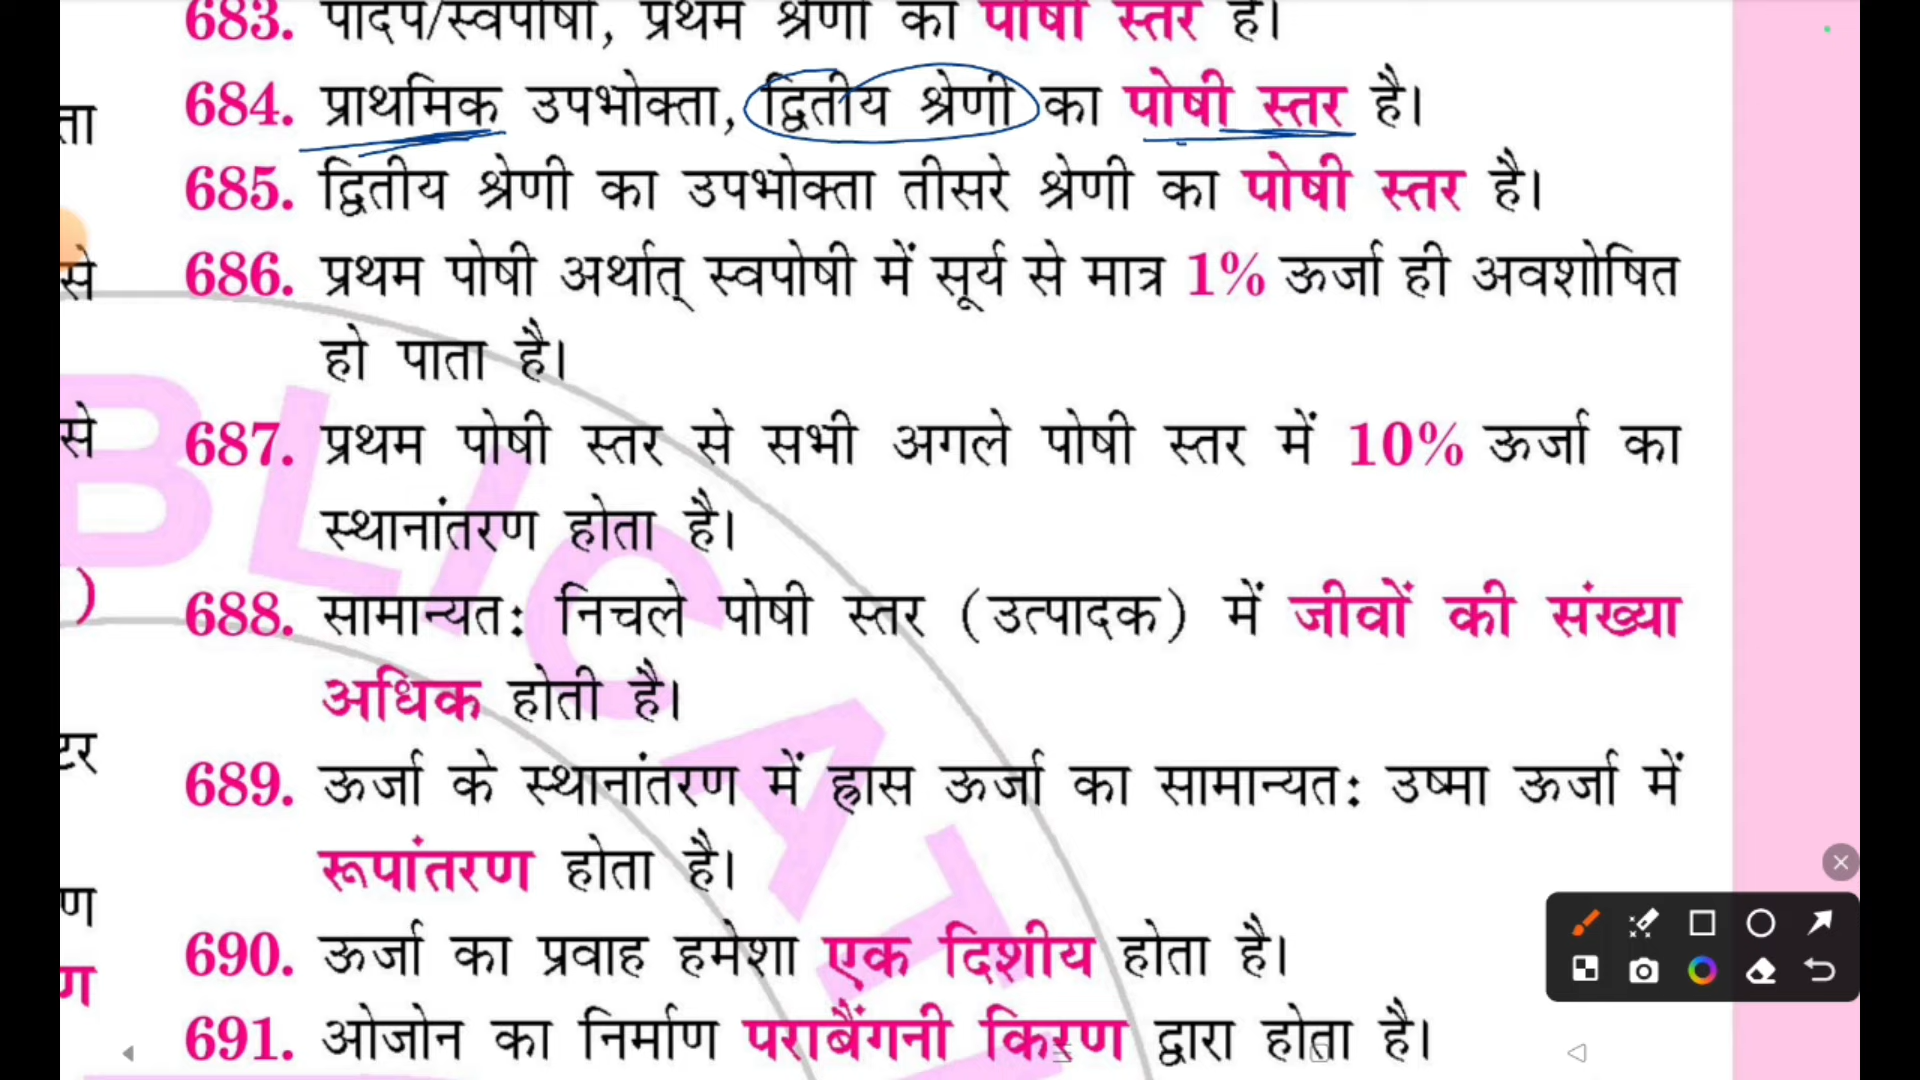 683. पादप/स्वपोषी, प्रथम श्रेणी का पोषी स्तर है।
684. प्राथमिक उपभोक्ता, द्वितीय श्रेणी का पोषी स्तर है।
685. द्वितीय श्रेणी का उपभोक्ता तीसरे श्रेणी का पोषी स्तर है।
686. प्रथम पोषी अर्थात् स्वपोषी में सूर्य से मात्र 1% ऊर्जा ही अवशोषित
हो पाता है।
687. प्रथम पोषी स्तर से सभी अगले पोषी स्तर में 10% ऊर्जा का
स्थानांतरण होता है।
688. सामान्यत: निचले पोषी स्तर (उत्पादक) में जीवों की संख्या
अधिक होती है।
689. ऊर्जा के स्थानांतरण में ह्रास ऊर्जा का सामान्यत: उष्मा ऊर्जा में
रूपांतरण होता है।
690. ऊर्जा का प्रवाह हमेशा एक दिशीय होता है।
691. ओजोन का निर्माण पराबैंगनी किरण द्वारा होता है।
ता
से
से
)
टर
ण
BLICATI